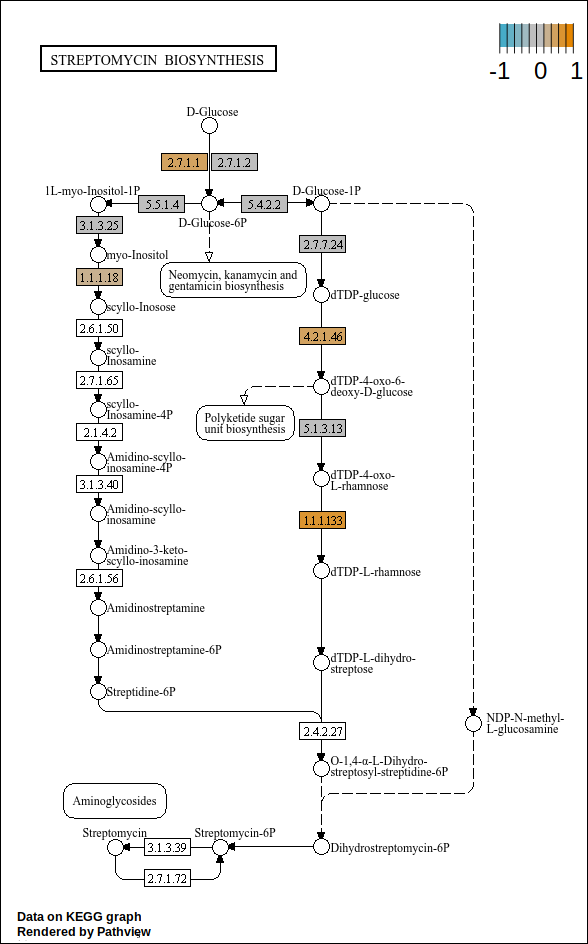 STREPTOMYCIN BIOSYNTHESIS
-1 0 1
D-Glucose
2.7.1.1 2.7.1.2
1L-myo-Inositol-1P
5.5.1.4
5.4.2.2
D-Glucose-1P
D-Glucose-6P
3.1.3.25
2.7.7.24
myo-Inositol
Neomycin, kanamycin and
gentamicin biosynthesis
1.1.1.18
dTDP-glucose
scyllo-Inosose
2.6.1.50
4.2.1.46
scyllo-
Inosamine
2.7.1.65
dTDP-4-oxo-6-
deoxy-D-glucose
scyllo-
Inosamine-4P
Polyketide sugar
unit biosynthesis
2.1.4.2
5.1.3.13
Amidino-scyllo-
inosamine-4P
dTDP-4-oxo-
L-rhamnose
3.1.3.40
Amidino-scyllo-
inosamine
1.1.1.133
Amidino-3-keto-
scyllo-inosamine
2.6.1.56
dTDP-L-rhamnose
Amidinostreptamine
Amidinostreptamine-6P
dTDP-L-dihydro-
streptose
Streptidine-6P
2.4.2.27
NDP-N-methyl-
L-glucosamine
O-1,4-α-L-Dihydro-
streptosyl-streptidine-6P
Aminoglycosides
Streptomycin
Streptomycin-6P
3.1.3.39
Dihydrostreptomycin-6P
2.7.1.72
Data on KEGG graph
Rendered by Pathview